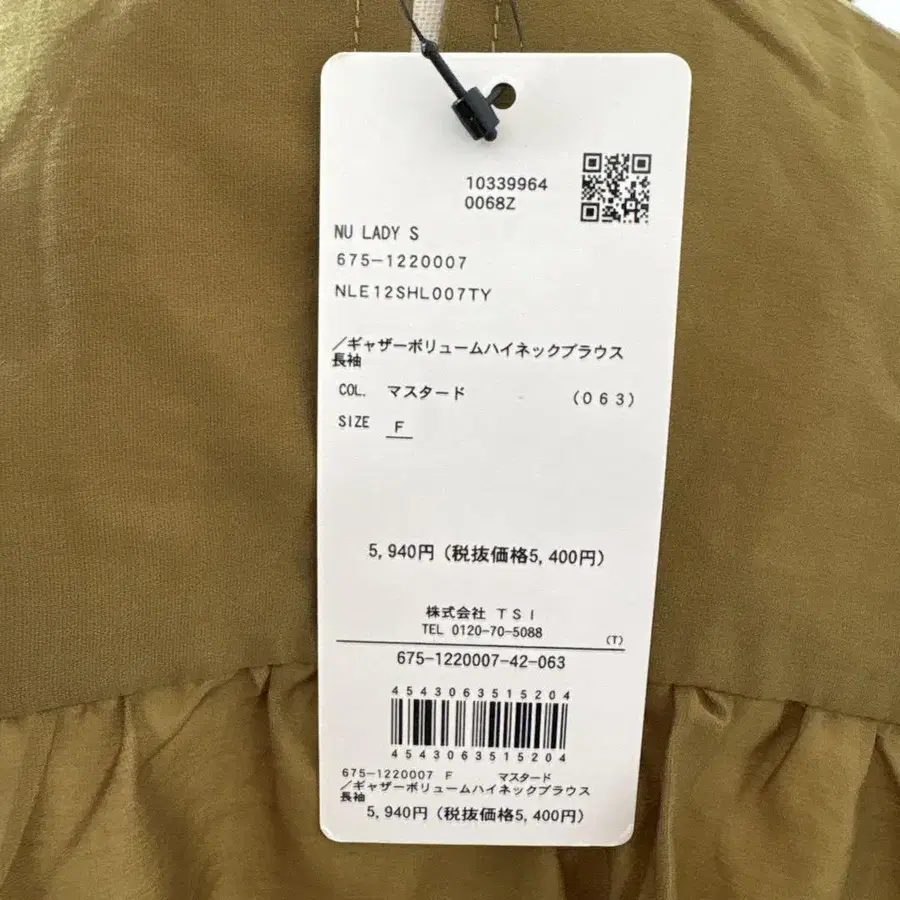 10339964
0068Z
NU LADY S
675-1220007
NLE12SHL007TY
／ギャザーボリュームハイネックブラウス
長袖
COL. マスタード (063)
SIZE F
5,940円（税抜価格5,400円）
株式会社 TSI
TEL 0120-70-5088
(T)
675-1220007-42-063
4543063515204
4543063515204
675-1220007 F マスタード
／ギャザーボリュームハイネックブラウス
長袖
5,940円（税抜価格5,400円）